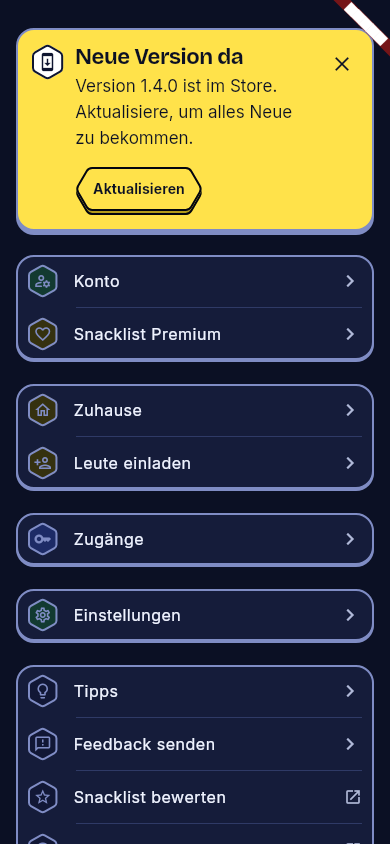 Neue Version da
Version 1.4.0 ist im Store.
Aktualisiere, um alles Neue
zu bekommen.
Aktualisieren
Konto
Snacklist Premium
Zuhause
Leute einladen
Zugänge
Einstellungen
Tipps
Feedback senden
Snacklist bewerten